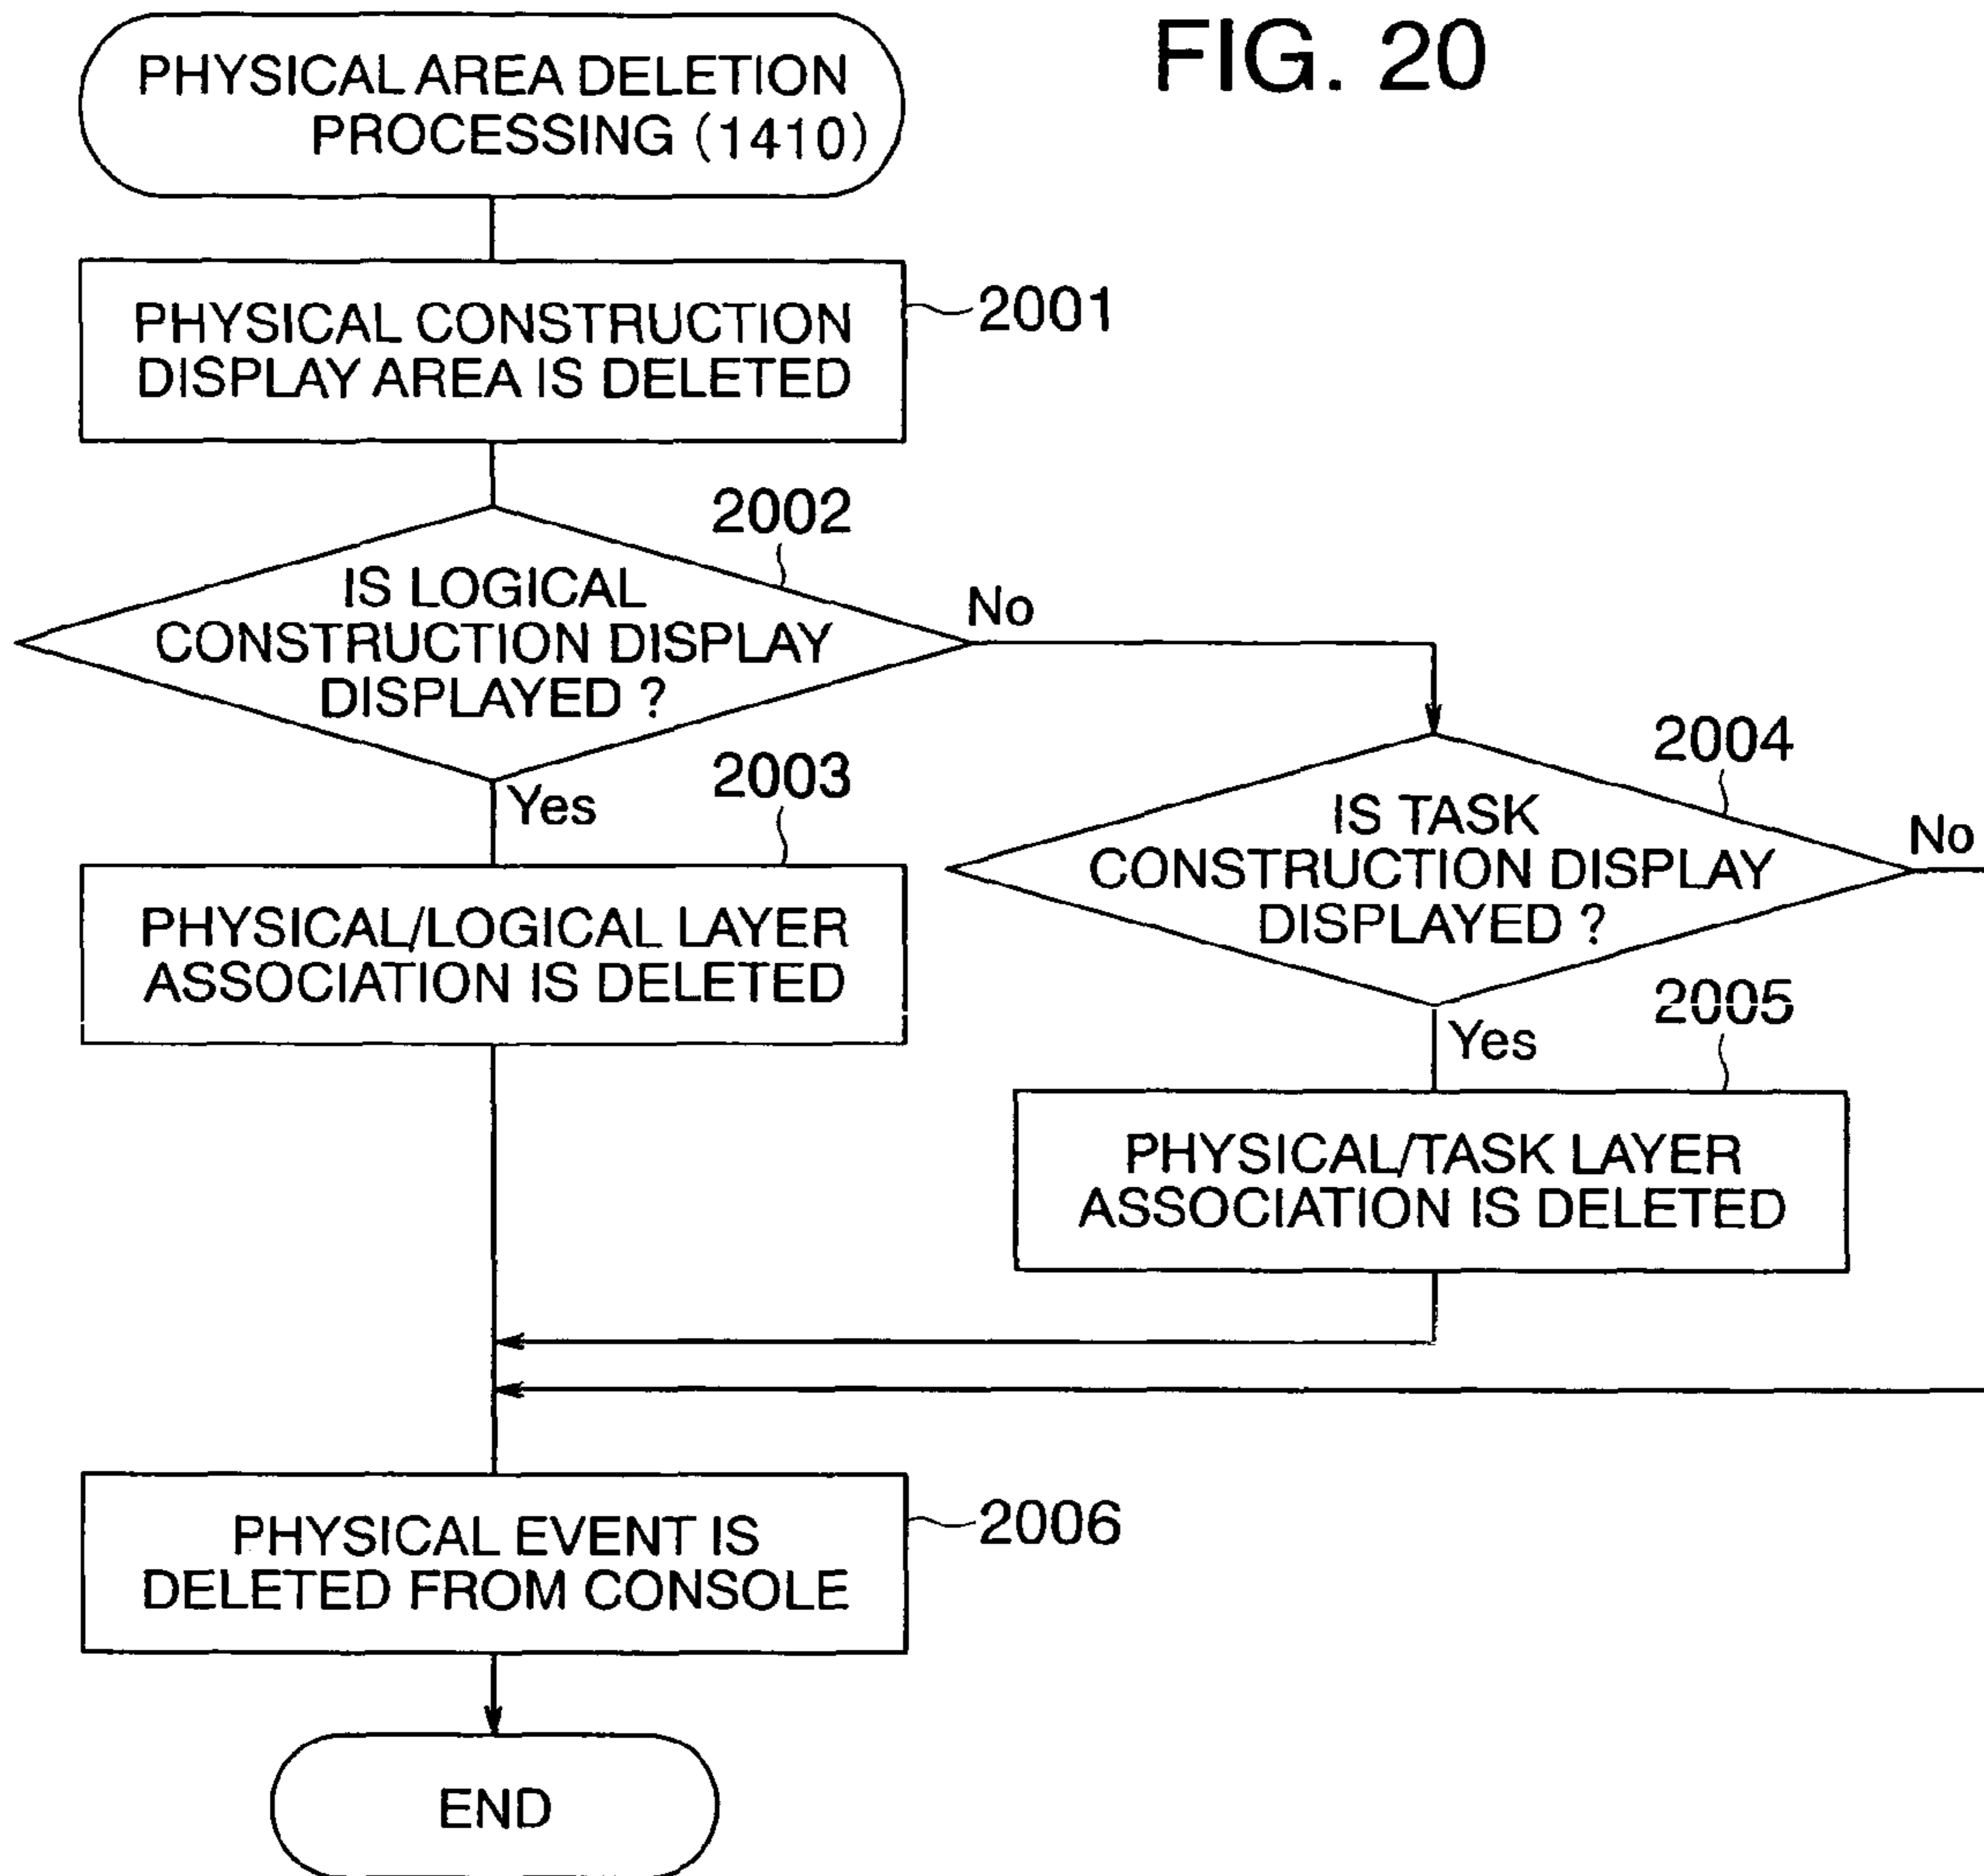 FIG. 20
PHYSICAL AREA DELETION
PROCESSING (1410)
PHYSICAL CONSTRUCTION
DISPLAY AREA IS DELETED
2001
2002
IS LOGICAL
CONSTRUCTION DISPLAY
DISPLAYED ?
No
Yes
2003
PHYSICAL/LOGICAL LAYER
ASSOCIATION IS DELETED
2004
IS TASK
CONSTRUCTION DISPLAY
DISPLAYED ?
No
Yes
2005
PHYSICAL/TASK LAYER
ASSOCIATION IS DELETED
PHYSICAL EVENT IS
DELETED FROM CONSOLE
2006
END